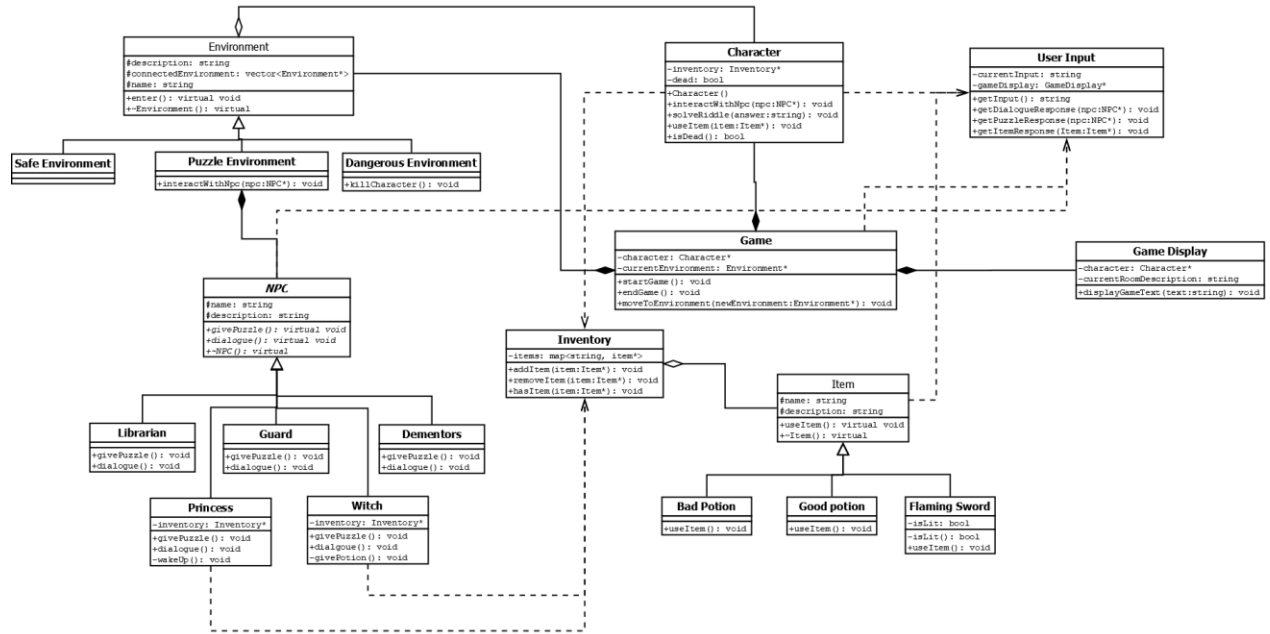 Environment
#description: string
#connectedEnvironment: vector<Environment*>
#name: string
+enter(): virtual void
+~Environment(): virtual
Safe Environment
Puzzle Environment
+interactWithNpc(npc:NPC*): void
Dangerous Environment
+killCharacter(): void
Character
-inventory: Inventory*
-dead: bool
+Character()
+interactWithNpc(npc:NPC*): void
+solveRiddle(answer:string): void
+useItem(item:Item*): void
+isDead(): bool
User Input
-currentInput: string
-gameDisplay: GameDisplay*
+getInput(): string
+getDialogueResponse(npc:NPC*): void
+getPuzzleResponse(npc:NPC*): void
+getItemResponse(Item:Item*): void
Game
-character: Character*
-currentEnvironment: Environment*
+startGame(): void
+endGame(): void
+moveToEnvironment(newEnvironment:Environment*): void
Game Display
-character: Character*
-currentRoomDescription: string
+displayGameText(text:string): void
NPC
#name: string
#description: string
+givePuzzle(): virtual void
+dialogue(): virtual void
+~NPC(): virtual
Inventory
-items: map<string, item*>
+addItem(item:Item*): void
+removeItem(item:Item*): void
+hasItem(item:Item*): void
Item
#name: string
#description: string
+useItem(): virtual void
+~Item(): virtual
Librarian
+givePuzzle(): void
+dialogue(): void
Guard
+givePuzzle(): void
+dialogue(): void
Dementors
+givePuzzle(): void
+dialogue(): void
Princess
-inventory: Inventory*
+givePuzzle(): void
+dialogue(): void
-wakeUp(): void
Witch
-inventory: Inventory*
+givePuzzle(): void
+dialgoue(): void
-givePotion(): void
Bad Potion
+useItem(): void
Good potion
+useItem(): void
Flaming Sword
-isLit: bool
-isLit(): bool
+useItem(): void